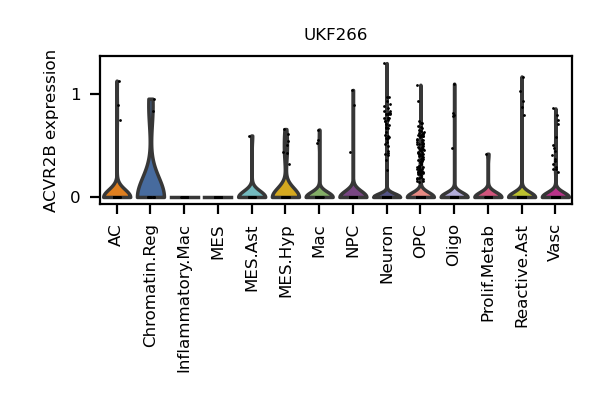 UKF266
ACVR2B expression
1
0
AC
Chromatin.Reg
Inflammatory.Mac
MES
MES.Ast
MES.Hyp
Mac
NPC
Neuron
OPC
Oligo
Prolif.Metab
Reactive.Ast
Vasc